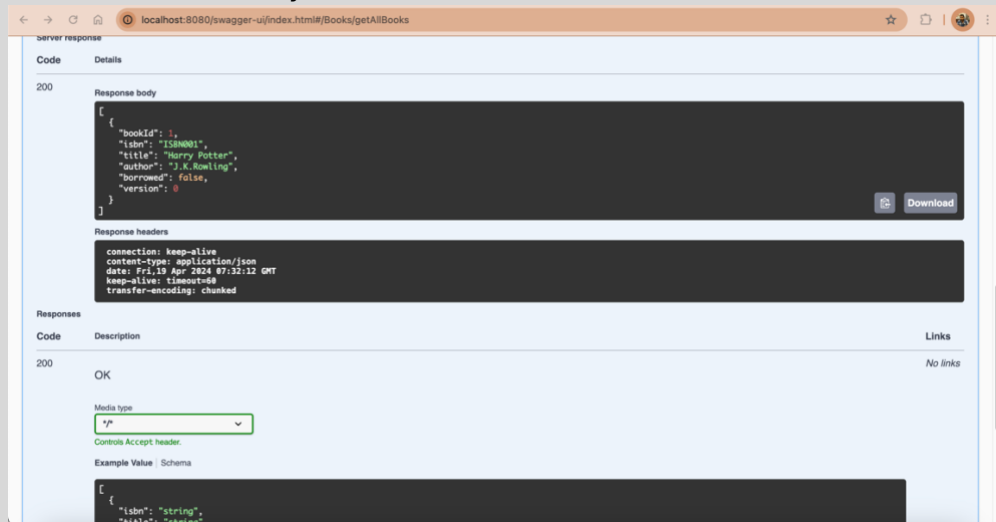 localhost:8080/swagger-ui/index.html#/Books/getAllBooks
Server response
Code Details
200
Response body
[
{
"bookId": 1,
"isbn": "ISBN001",
"title": "Harry Potter",
"author": "J.K.Rowling",
"borrowed": false,
"version": 0
}
]
Download
Response headers
connection: keep-alive
content-type: application/json
date: Fri,19 Apr 2024 07:32:12 GMT
keep-alive: timeout=60
transfer-encoding: chunked
Responses
Code Description Links
200 No links
OK
Media type
*/*
Controls Accept header.
Example Value | Schema
[
{
"isbn": "string",
"title": "string",